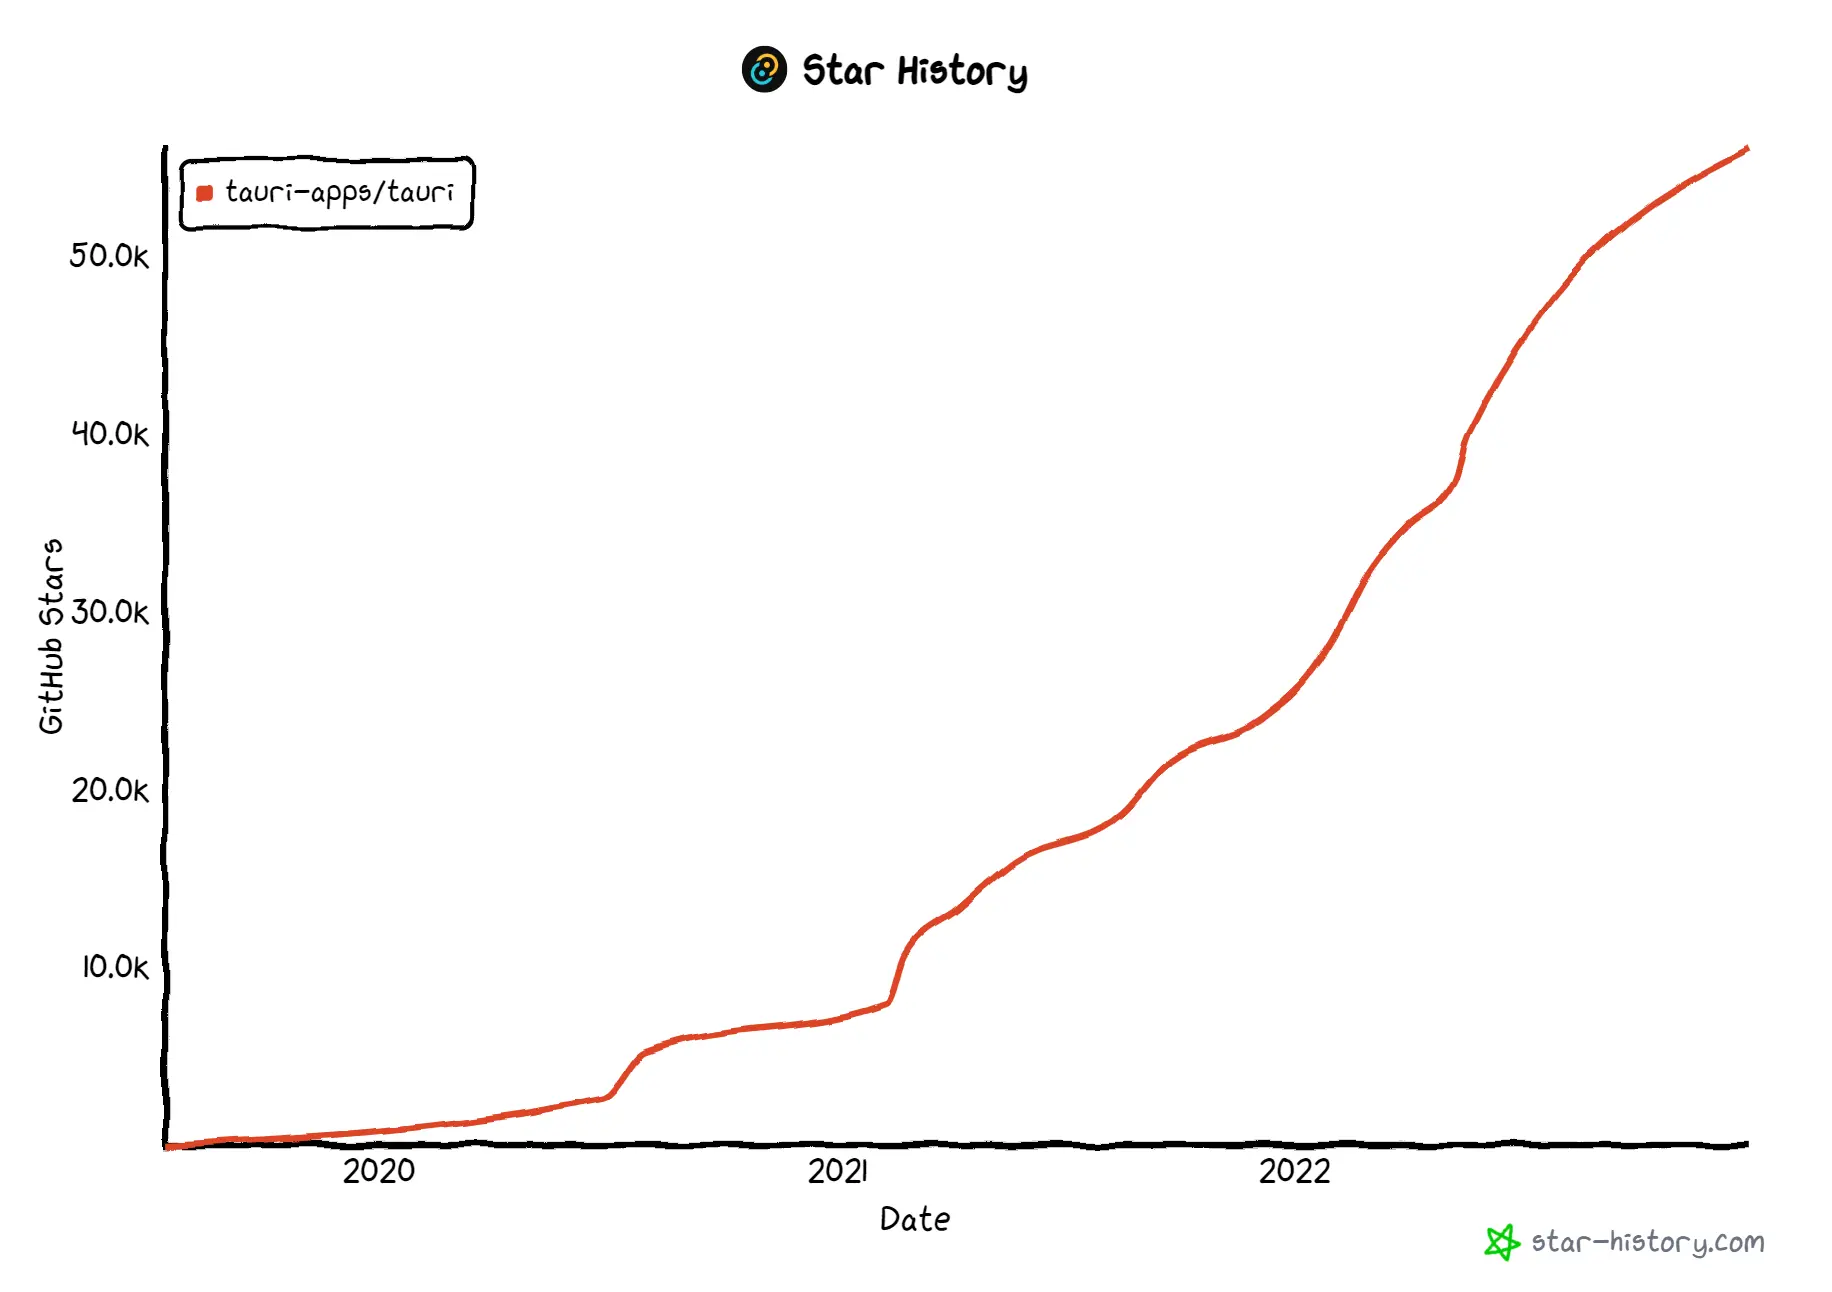 Star History
tauri-apps/tauri
50.0k
40.0k
30.0k
20.0k
10.0k
GitHub Stars
2020
2021
2022
Date
star-history.com